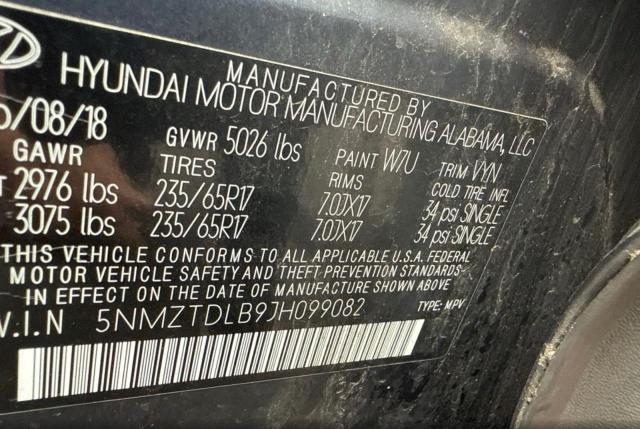 MANUFACTURED BY
HYUNDAI MOTOR MANUFACTURING ALABAMA, LLC
/08/18 GVWR 5026 lbs PAINT W7U TRIM VYN
GAWR TIRES RIMS COLD TIRE INFL
2976 lbs 235/65R17 7.0JX17 34 psi SINGLE
3075 lbs 235/65R17 7.0JX17 34 psi SINGLE
THIS VEHICLE CONFORMS TO ALL APPLICABLE U.S.A. FEDERAL
MOTOR VEHICLE SAFETY AND THEFT PREVENTION STANDARDS
IN EFFECT ON THE DATE OF MANUFACTURE SHOWN ABOVE.
V.I.N 5NMZTDLB9JH099082 TYPE: MPV